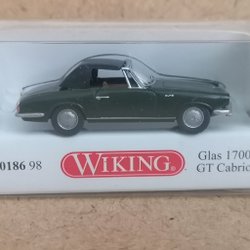 0186 98
WIKING
Glas 1700
GT Cabrio